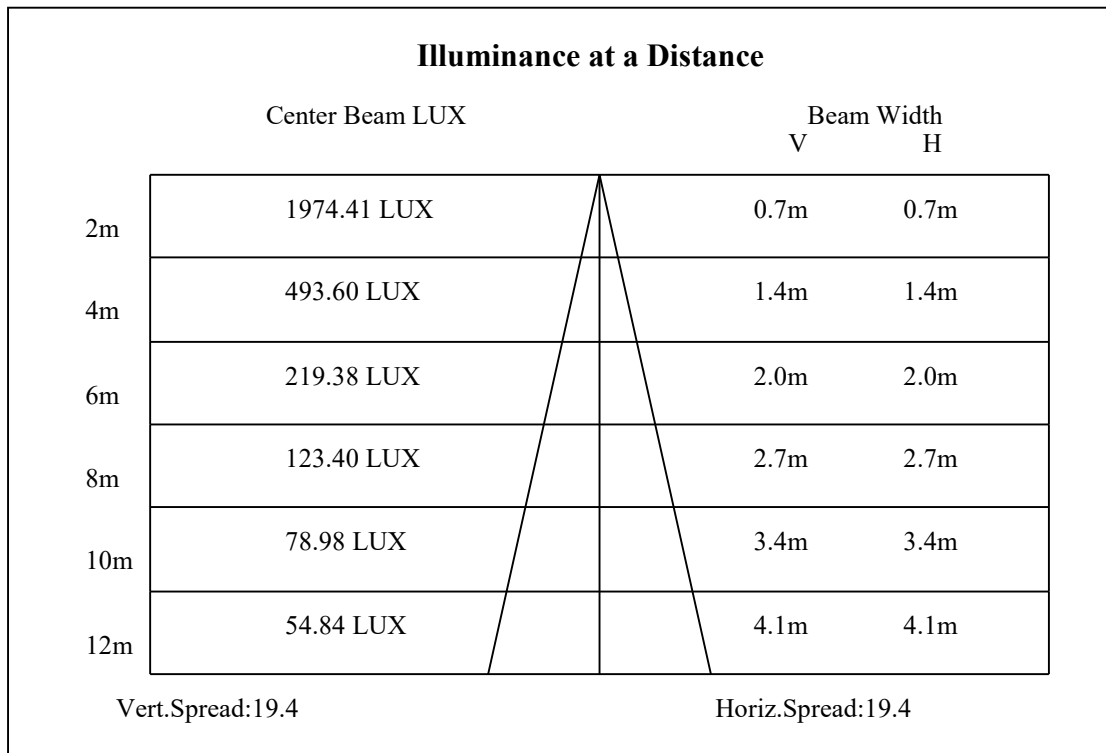 Illuminance at a Distance
Center Beam LUX Beam Width
V H
2m 1974.41 LUX 0.7m 0.7m
4m 493.60 LUX 1.4m 1.4m
6m 219.38 LUX 2.0m 2.0m
8m 123.40 LUX 2.7m 2.7m
10m 78.98 LUX 3.4m 3.4m
12m 54.84 LUX 4.1m 4.1m
Vert.Spread:19.4 Horiz.Spread:19.4